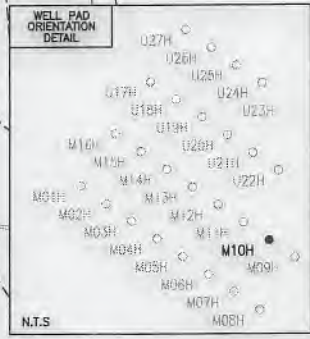 WELL PAD
ORIENTATION
DETAIL
U27H
U26H
U25H
U24H
U23H
U17H
U18H
U19H
U20H
U21H
U22H
M16H
M15H
M14H
M13H
M12H
M11H
M10H
M09H
M01H
M02H
M03H
M04H
M05H
M06H
M07H
M08H
N.T.S